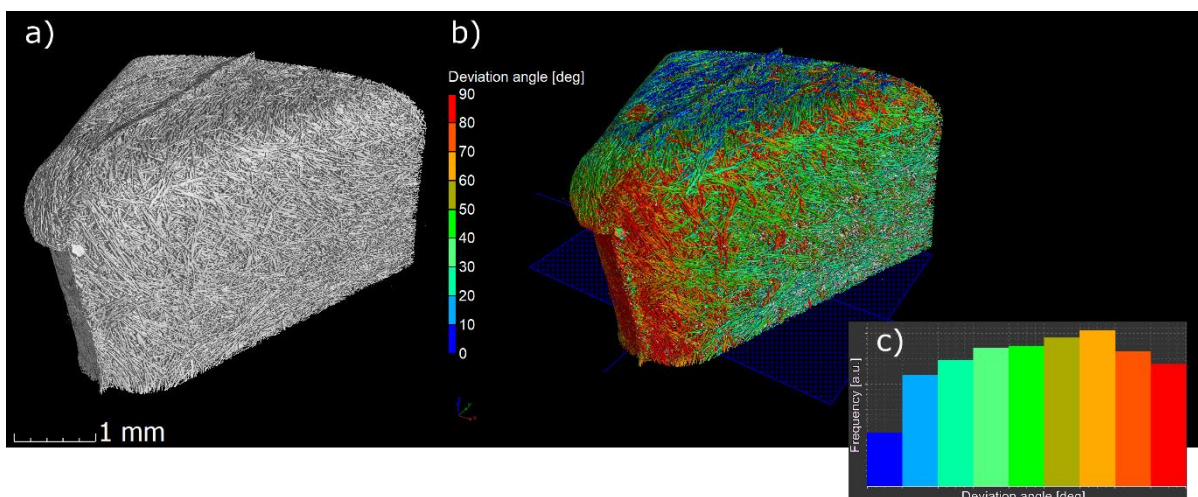 a)
1 mm
b)
Deviation angle [deg]
90
80
70
60
50
40
30
20
10
0
c)
Frequency [a.u.]
Deviation angle [deg]